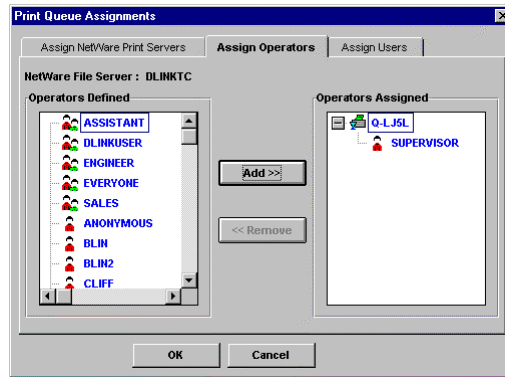 Print Queue Assignments
Assign NetWare Print Servers
Assign Operators
Assign Users
NetWare File Server : DLINKTC
Operators Defined
ASSISTANT
DLINKUSER
ENGINEER
EVERYONE
SALES
ANONYMOUS
BLIN
BLIN2
CLIFF
Add >>
<< Remove
Operators Assigned
Q-LJ5L
SUPERVISOR
OK
Cancel